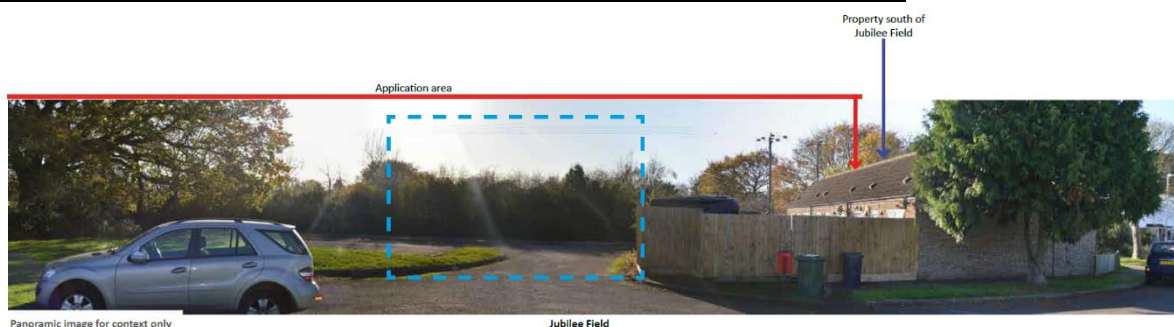 Property south of
Jubilee Field
Application area
Panoramic image for context only
Jubilee Field